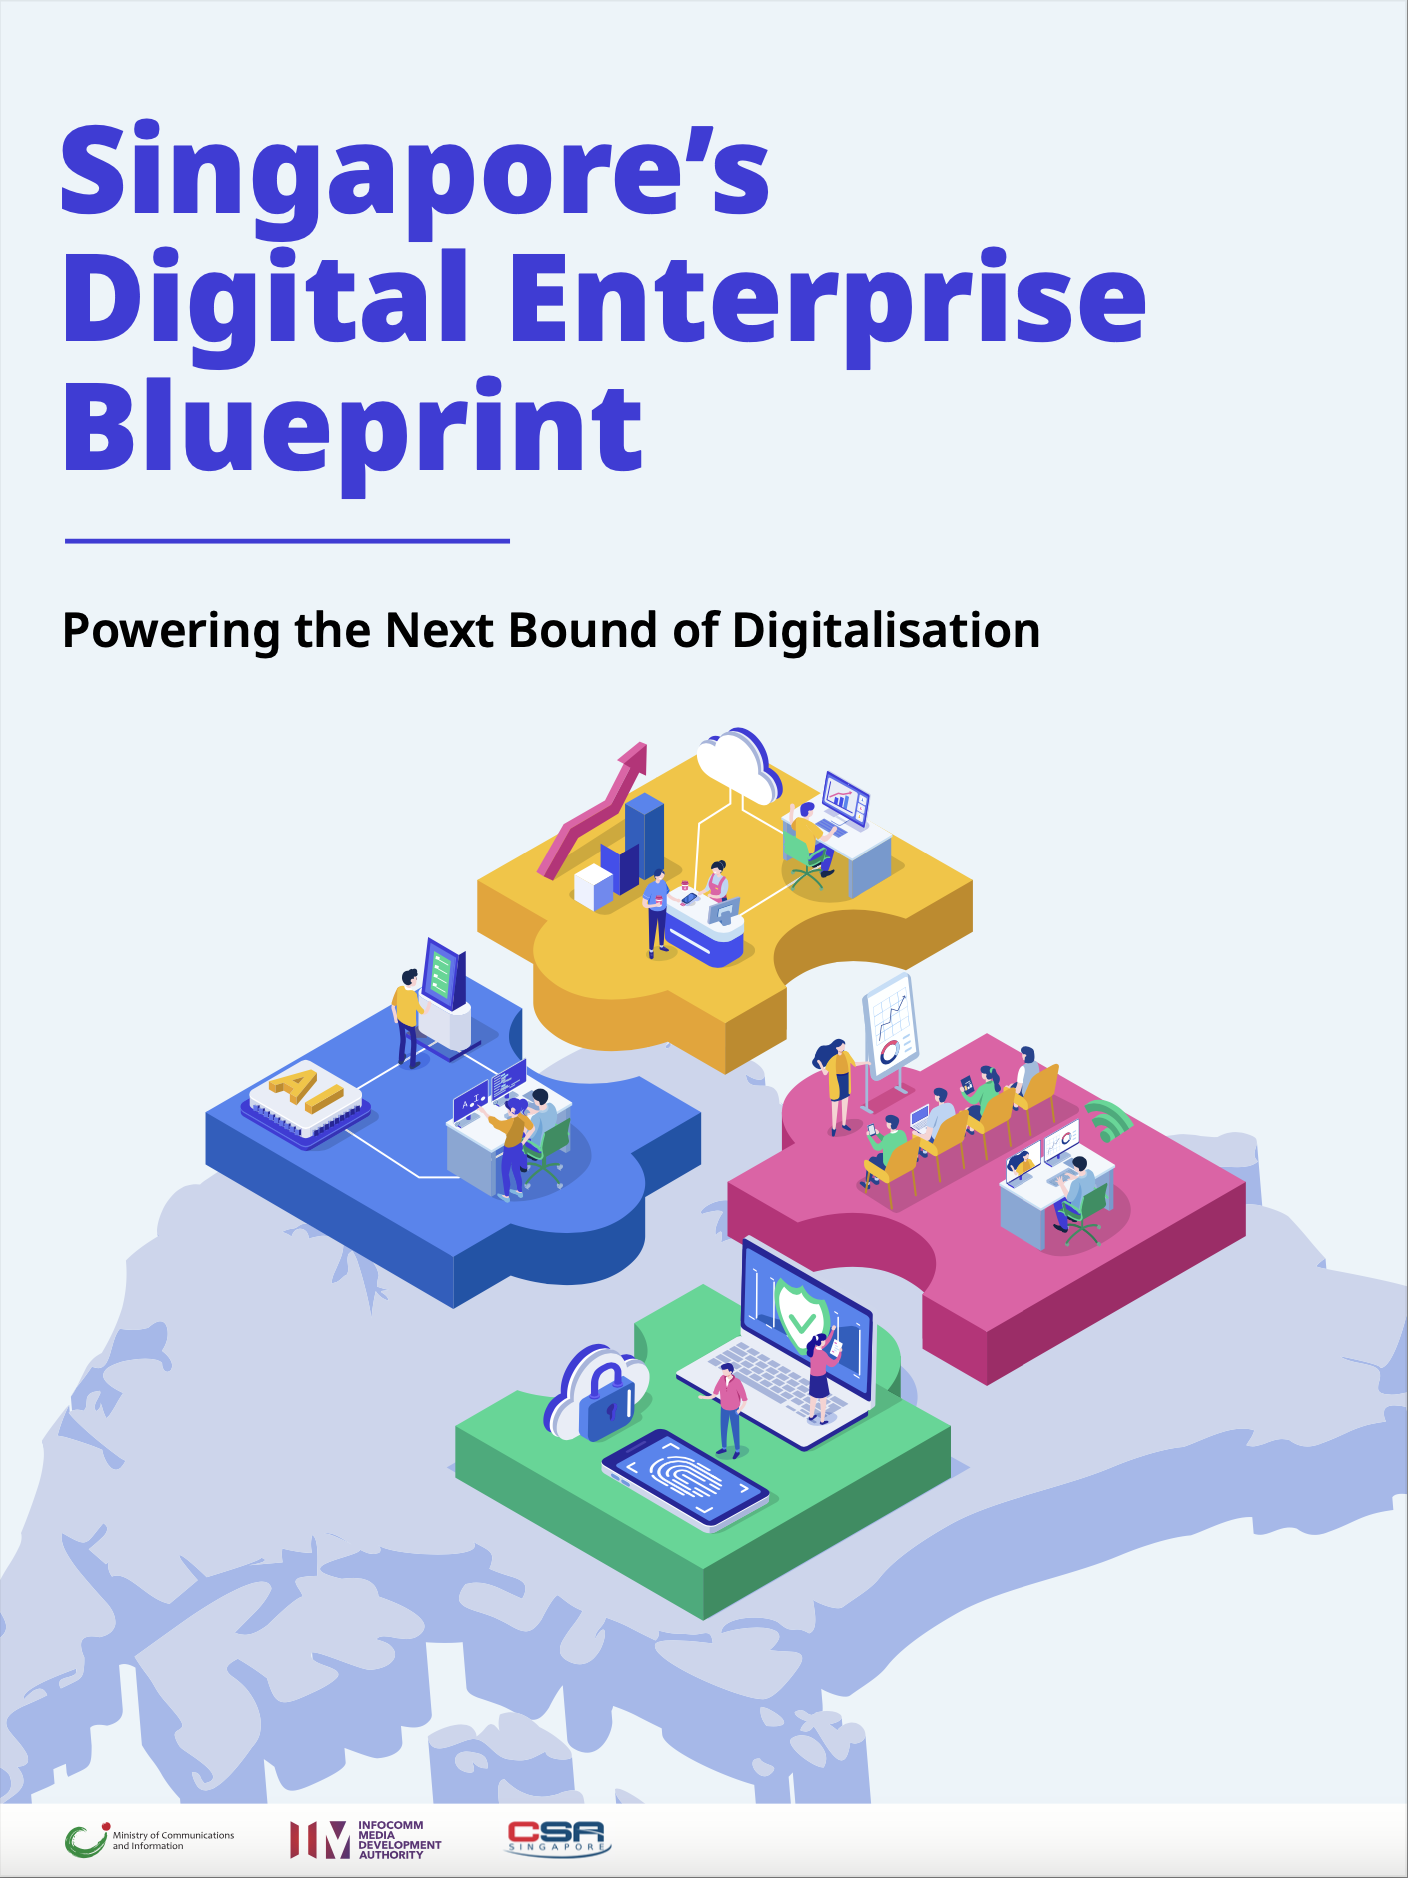 Singapore’s
Digital Enterprise
Blueprint
Powering the Next Bound of Digitalisation
AI
Ministry of Communications
and Information
INFOCOMM
MEDIA
DEVELOPMENT
AUTHORITY
CSA
SINGAPORE